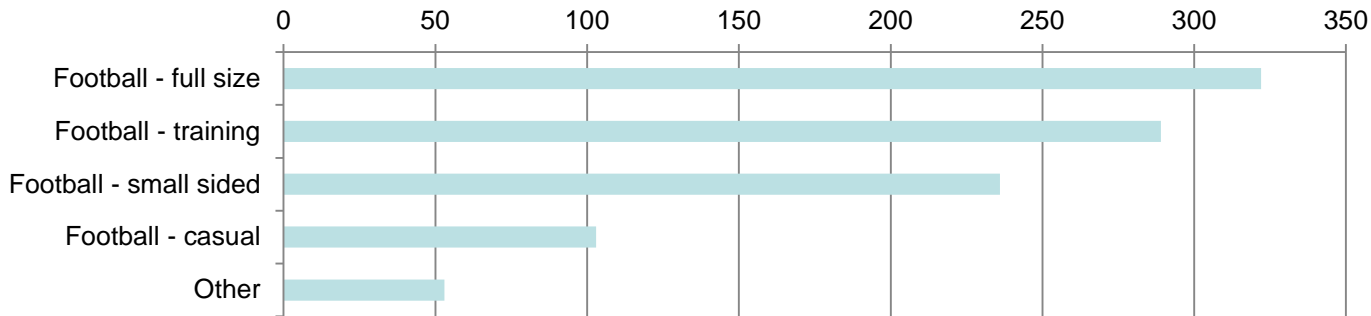 0 50 100 150 200 250 300 350
Football - full size
Football - training
Football - small sided
Football - casual
Other